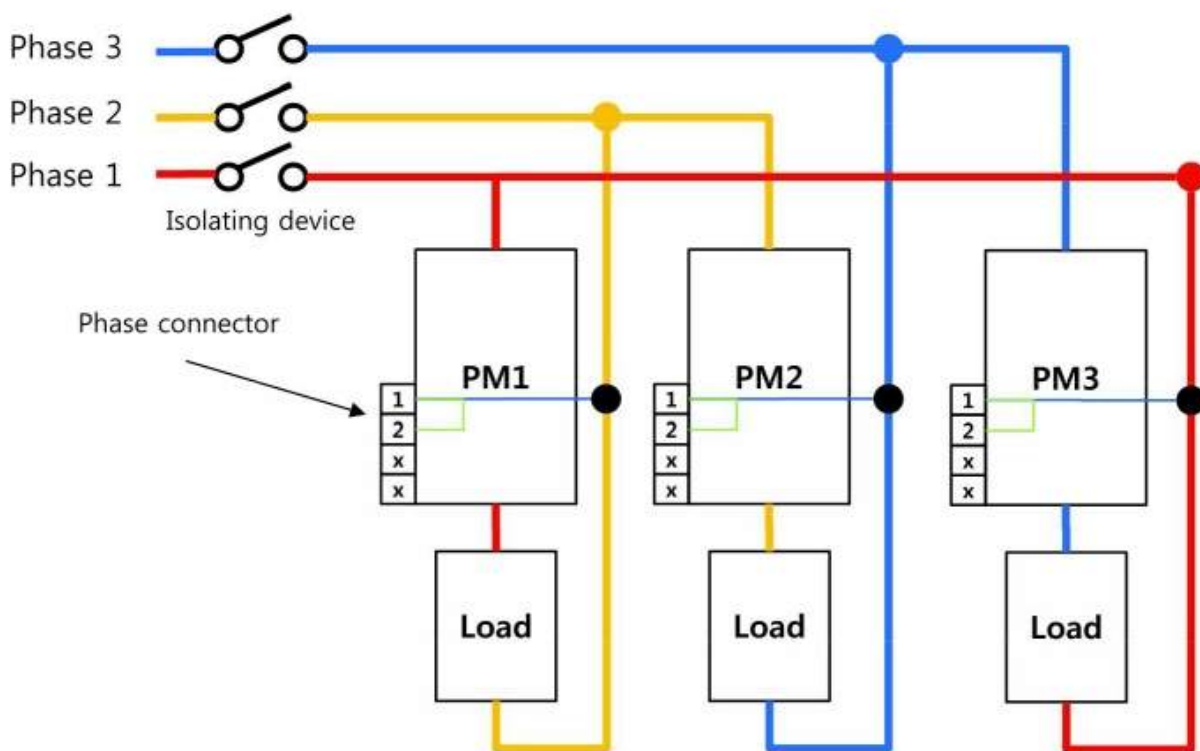 Phase 3
Phase 2
Phase 1
Isolating device
Phase connector
PM1
1
2
x
x
PM2
1
2
x
x
PM3
1
2
x
x
Load
Load
Load